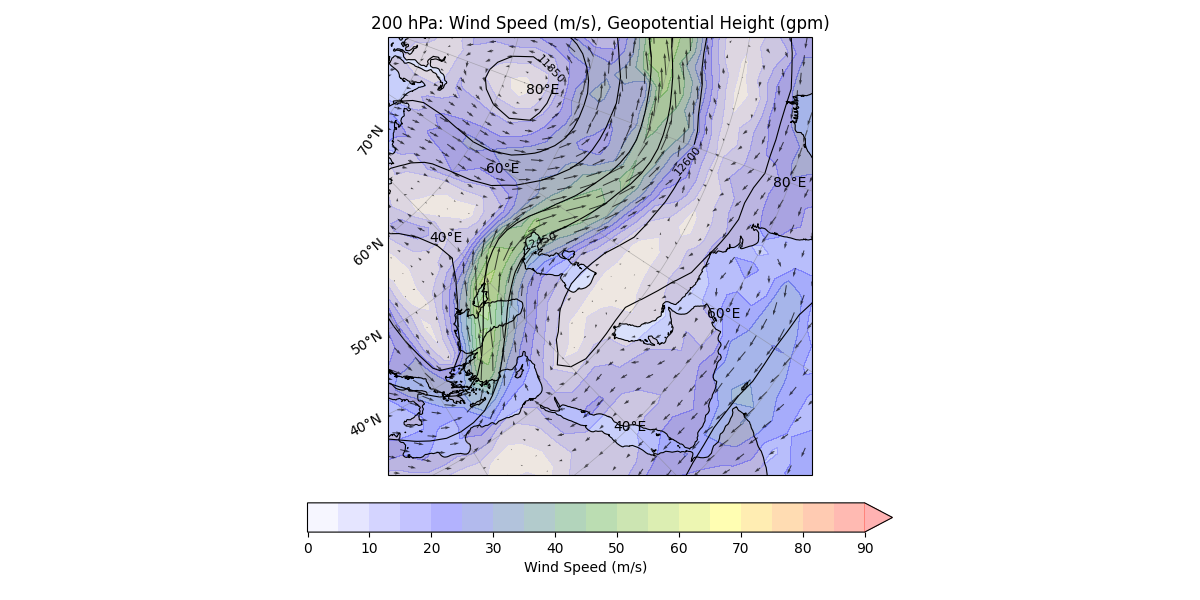 200 hPa: Wind Speed (m/s), Geopotential Height (gpm)
11850
80°E
70°N
60°E
12600
80°E
40°E
60°N
12450
60°E
50°N
40°N
40°E
0 10 20 30 40 50 60 70 80 90
Wind Speed (m/s)